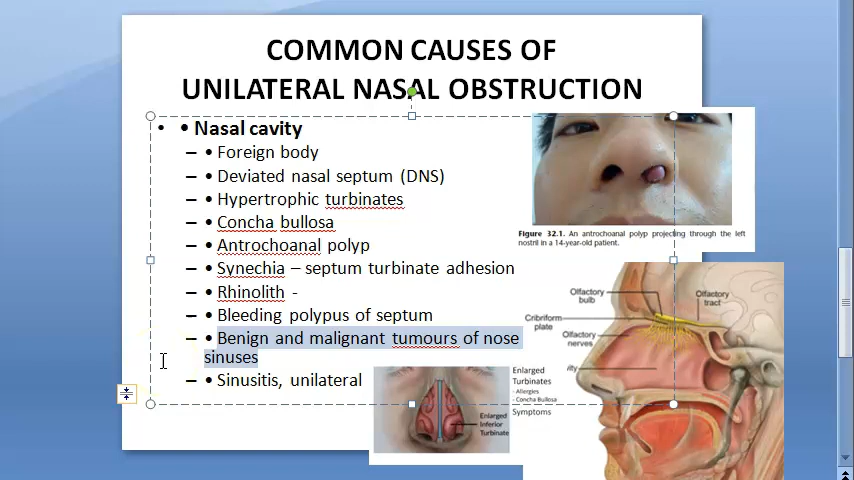 COMMON CAUSES OF
UNILATERAL NASAL OBSTRUCTION
• • Nasal cavity
– • Foreign body
– • Deviated nasal septum (DNS)
– • Hypertrophic turbinates
– • Concha bullosa
– • Antrochoanal polyp
– • Synechia – septum turbinate adhesion
– • Rhinolith -
– • Bleeding polypus of septum
– • Benign and malignant tumours of nose
sinuses
– • Sinusitis, unilateral
Figure 32.1. An antrochoanal polyp projecting through the left
nostril in a 14-year-old patient.
Olfactory
bulb
Olfactory
tract
Cribriform
plate
Olfactory
nerves
ity
Enlarged
Turbinates
- Allergies
- Concha Bullosa
Symptoms
Enlarged
Inferior
Turbinate